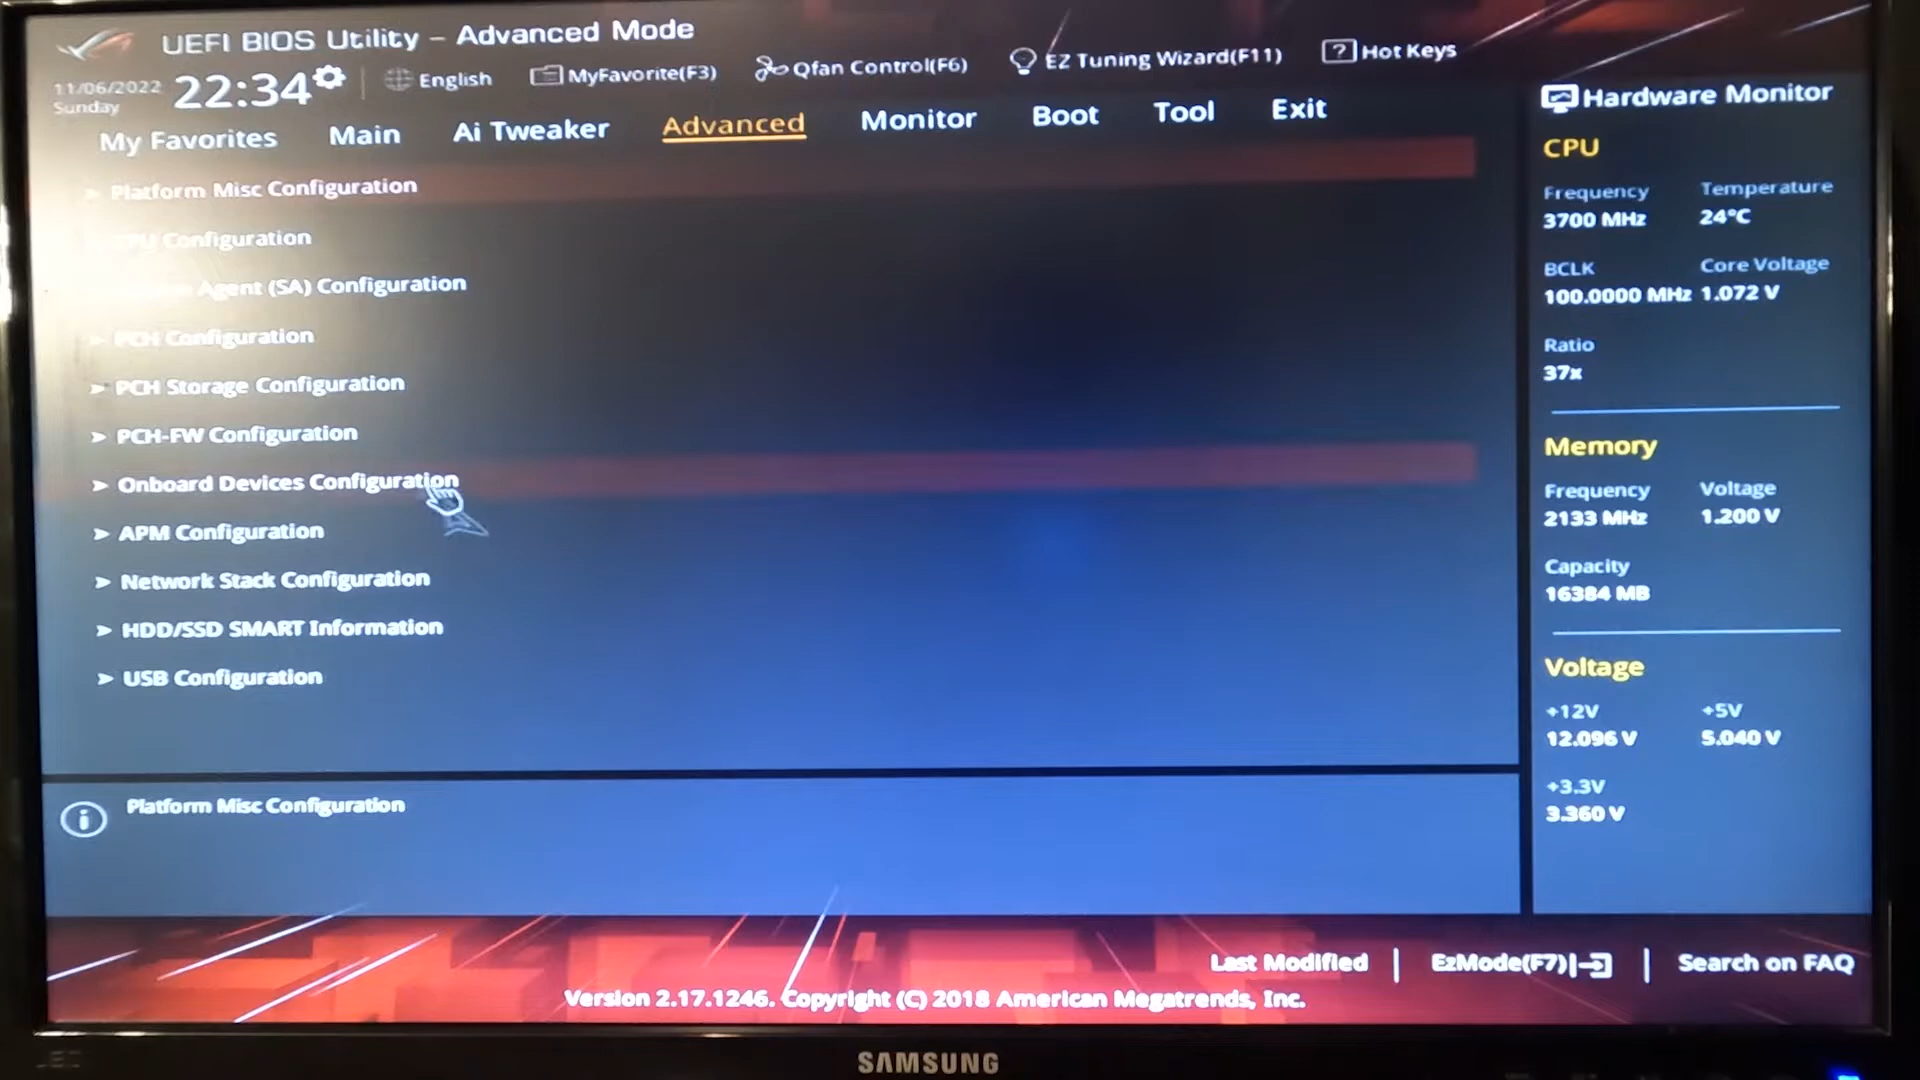 UEFI BIOS Utility – Advanced Mode
11/06/2022
Sunday
22:34
English
MyFavorite(F3)
Qfan Control(F6)
EZ Tuning Wizard(F11)
? Hot Keys
My Favorites
Main
Ai Tweaker
Advanced
Monitor
Boot
Tool
Exit
Platform Misc Configuration
Configuration
Agent (SA) Configuration
PCH Configuration
PCH Storage Configuration
PCH-FW Configuration
Onboard Devices Configuration
APM Configuration
Network Stack Configuration
HDD/SSD SMART Information
USB Configuration
Platform Misc Configuration
Hardware Monitor
CPU
Frequency Temperature
3700 MHz 24°C
BCLK Core Voltage
100.0000 MHz 1.072 V
Ratio
37x
Memory
Frequency Voltage
2133 MHz 1.200 V
Capacity
16384 MB
Voltage
+12V +5V
12.096 V 5.040 V
+3.3V
3.360 V
Last Modified
EzMode(F7)
Search on FAQ
Version 2.17.1246. Copyright (C) 2018 American Megatrends, Inc.
SAMSUNG